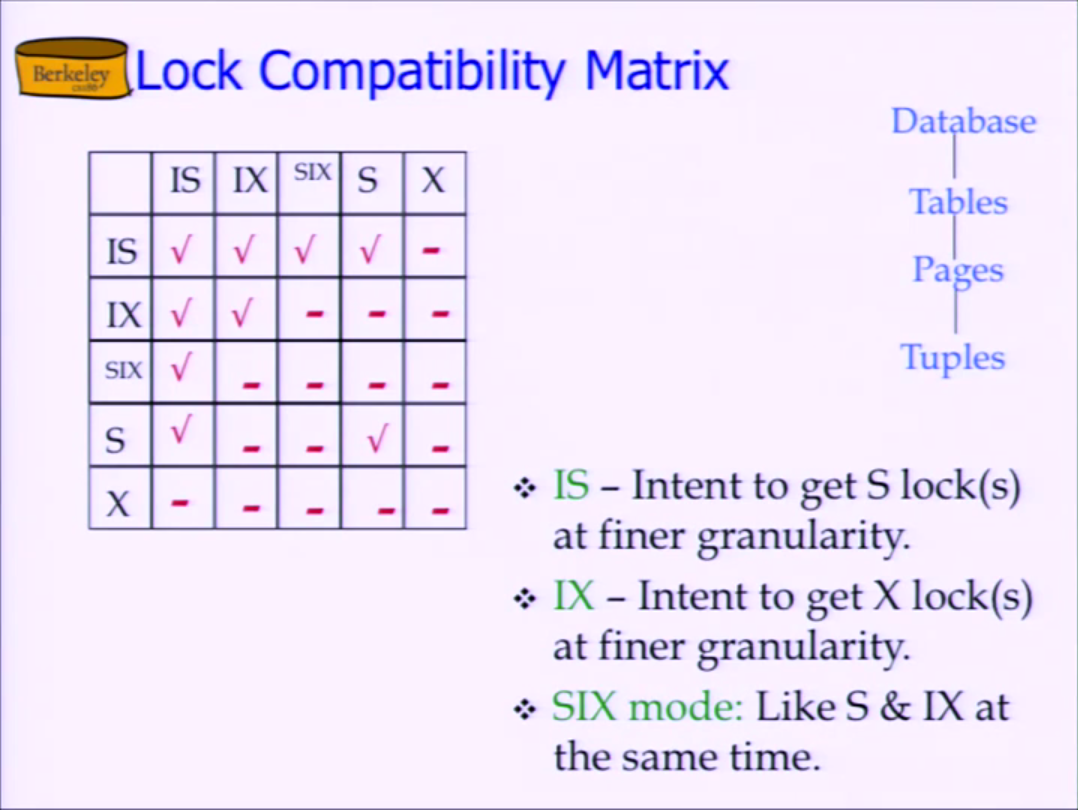 Berkeley
cs186
Lock Compatibility Matrix
Database
Tables
Pages
Tuples
IS IX SIX S X
IS √ √ √ √ -
IX √ √ - - -
SIX √ - - - -
S √ - - √ -
X - - - - -
❖ IS – Intent to get S lock(s)
at finer granularity.
❖ IX – Intent to get X lock(s)
at finer granularity.
❖ SIX mode: Like S & IX at
the same time.